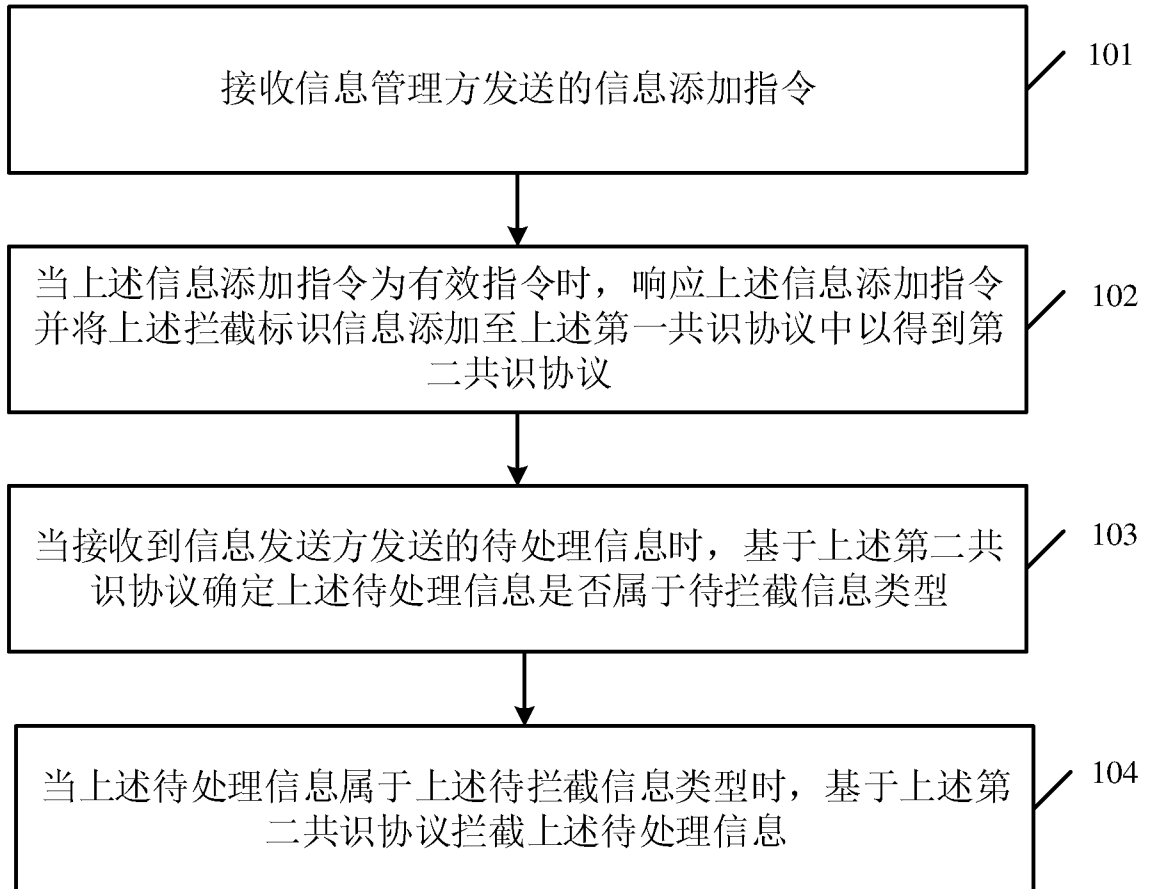 接收信息管理方发送的信息添加指令
101
当上述信息添加指令为有效指令时，响应上述信息添加指令
并将上述拦截标识信息添加至上述第一共识协议中以得到第
二共识协议
102
当接收到信息发送方发送的待处理信息时，基于上述第二共
识协议确定上述待处理信息是否属于待拦截信息类型
103
当上述待处理信息属于上述待拦截信息类型时，基于上述第
二共识协议拦截上述待处理信息
104